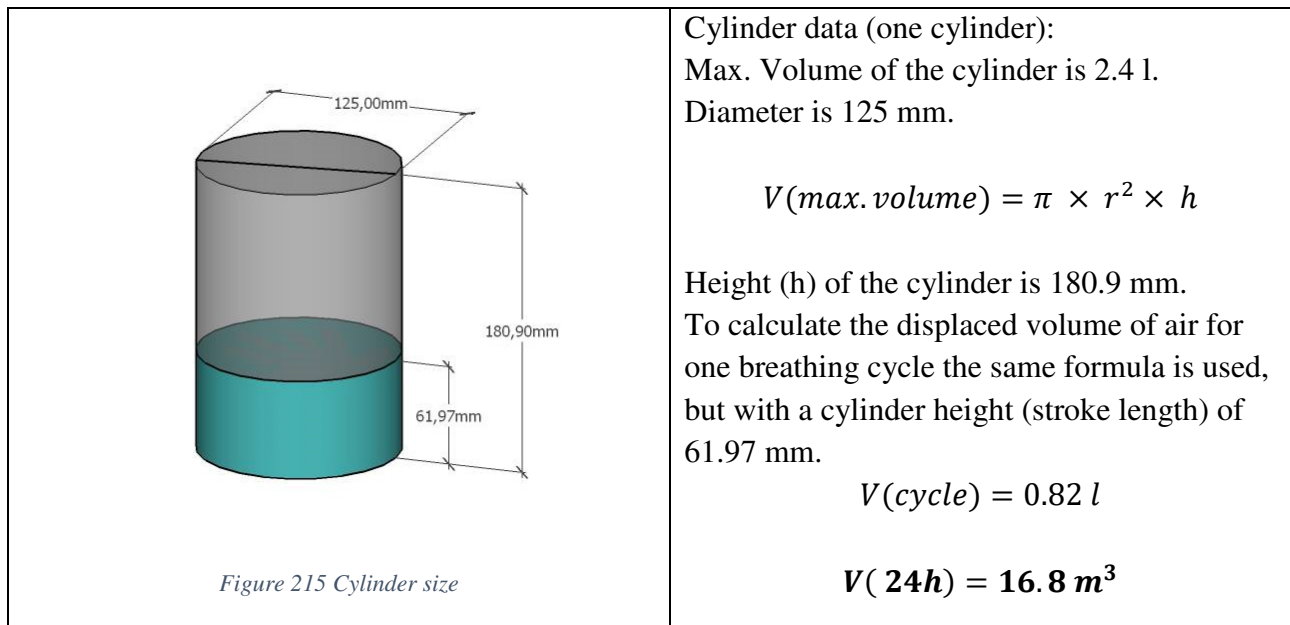 125,00mm
180,90mm
61,97mm
Figure 215 Cylinder size
Cylinder data (one cylinder):
Max. Volume of the cylinder is 2.4 l.
Diameter is 125 mm.
V(max. volume) = π × r² × h
Height (h) of the cylinder is 180.9 mm.
To calculate the displaced volume of air for
one breathing cycle the same formula is used,
but with a cylinder height (stroke length) of
61.97 mm.
V(cycle) = 0.82 l
V( 24h) = 16.8 m³